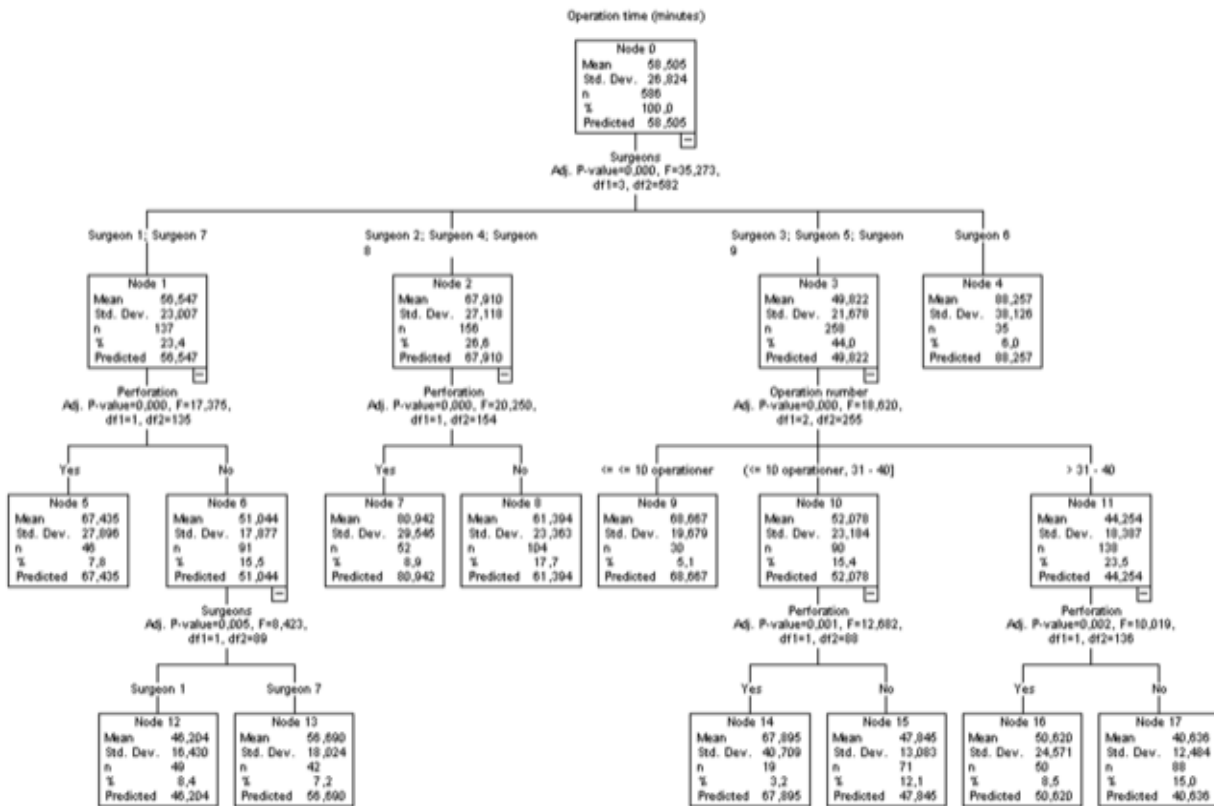 Operation time (minutes)
Node 0
Mean 58,505
Std. Dev. 26,824
n 586
% 100,0
Predicted 58,505
Surgeons
Adj. P-value=0,000, F=35,273,
df1=3, df2=582
Surgeon 1; Surgeon 7
Surgeon 2; Surgeon 4; Surgeon
8
Surgeon 3; Surgeon 5; Surgeon
9
Surgeon 6
Node 1
Mean 56,547
Std. Dev. 23,007
n 137
% 23,4
Predicted 56,547
Node 2
Mean 67,910
Std. Dev. 27,118
n 156
% 26,6
Predicted 67,910
Node 3
Mean 49,822
Std. Dev. 21,678
n 258
% 44,0
Predicted 49,822
Node 4
Mean 88,257
Std. Dev. 38,126
n 35
% 6,0
Predicted 88,257
Perforation
Adj. P-value=0,000, F=17,375,
df1=1, df2=135
Perforation
Adj. P-value=0,000, F=20,250,
df1=1, df2=154
Operation number
Adj. P-value=0,000, F=18,620,
df1=2, df2=255
Yes
No
Yes
No
<= <= 10 operationer
(<= 10 operationer, 31 - 40]
> 31 - 40
Node 5
Mean 67,435
Std. Dev. 27,896
n 46
% 7,8
Predicted 67,435
Node 6
Mean 51,044
Std. Dev. 17,877
n 91
% 15,5
Predicted 51,044
Node 7
Mean 80,942
Std. Dev. 29,546
n 52
% 8,9
Predicted 80,942
Node 8
Mean 61,394
Std. Dev. 23,363
n 104
% 17,7
Predicted 61,394
Node 9
Mean 68,667
Std. Dev. 19,679
n 30
% 5,1
Predicted 68,667
Node 10
Mean 52,078
Std. Dev. 23,184
n 90
% 15,4
Predicted 52,078
Node 11
Mean 44,254
Std. Dev. 18,387
n 138
% 23,5
Predicted 44,254
Surgeons
Adj. P-value=0,005, F=8,423,
df1=1, df2=89
Perforation
Adj. P-value=0,001, F=12,682,
df1=1, df2=88
Perforation
Adj. P-value=0,002, F=10,019,
df1=1, df2=136
Surgeon 1
Surgeon 7
Yes
No
Yes
No
Node 12
Mean 46,204
Std. Dev. 16,430
n 49
% 8,4
Predicted 46,204
Node 13
Mean 56,690
Std. Dev. 18,024
n 42
% 7,2
Predicted 56,690
Node 14
Mean 67,895
Std. Dev. 40,709
n 19
% 3,2
Predicted 67,895
Node 15
Mean 47,845
Std. Dev. 13,083
n 71
% 12,1
Predicted 47,845
Node 16
Mean 50,620
Std. Dev. 24,571
n 50
% 8,5
Predicted 50,620
Node 17
Mean 40,636
Std. Dev. 12,484
n 88
% 15,0
Predicted 40,636